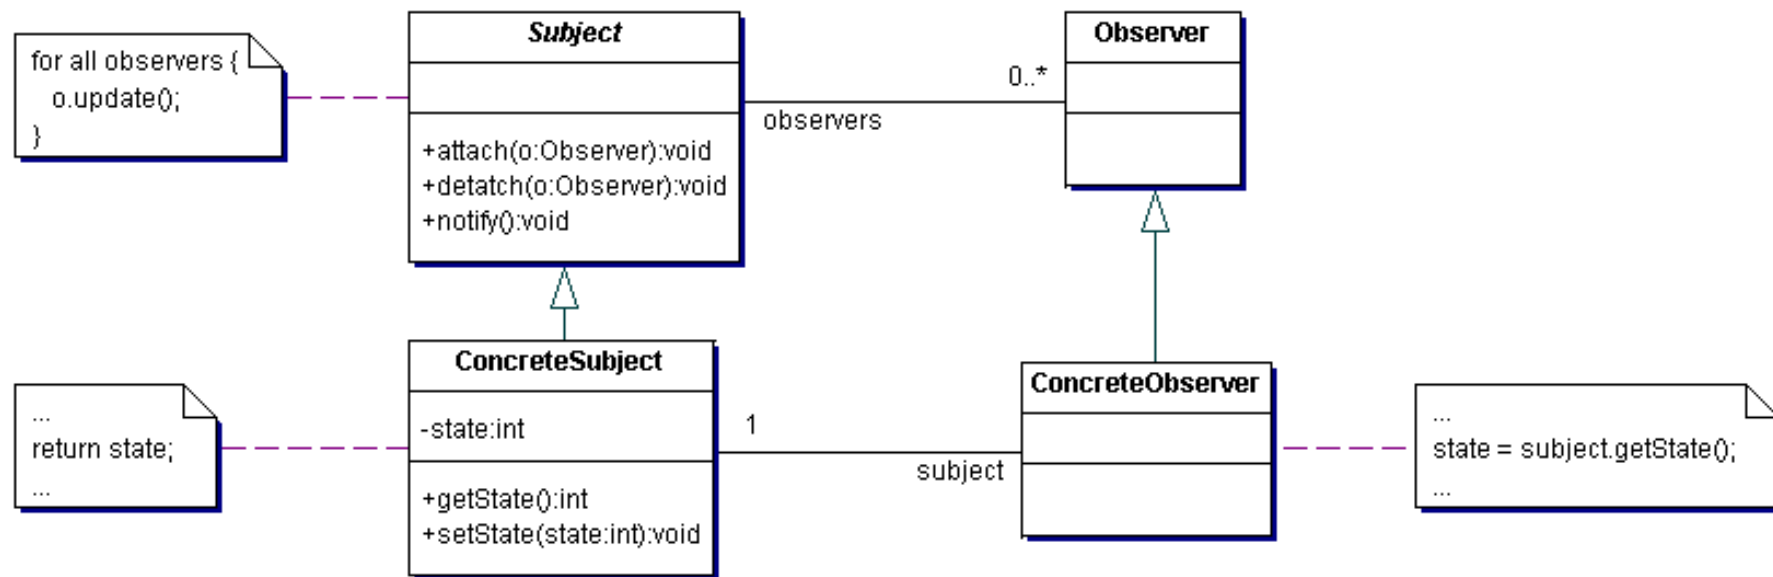 for all observers {
o.update();
}
Subject
+attach(o:Observer):void
+detatch(o:Observer):void
+notify():void
observers
0..*
Observer
...
return state;
...
ConcreteSubject
-state:int
+getState():int
+setState(state:int):void
1
subject
ConcreteObserver
...
state = subject.getState();
...